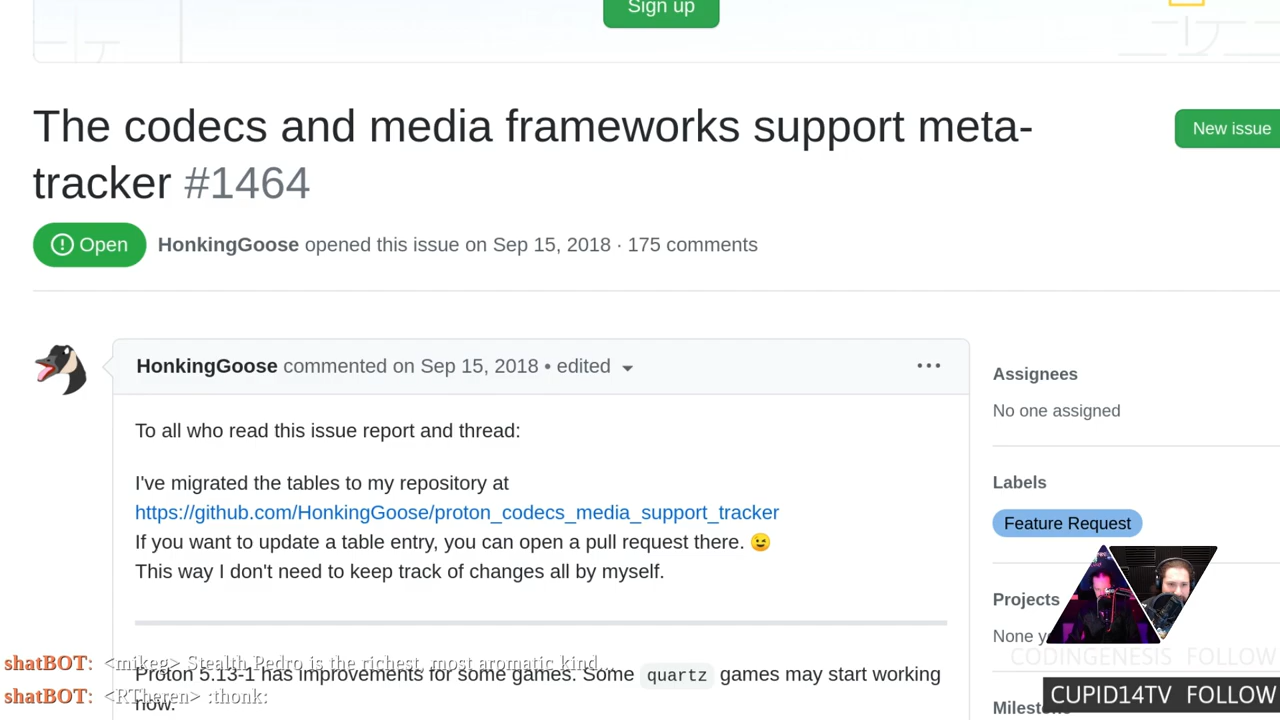 Sign up
The codecs and media frameworks support meta-
tracker #1464
New issue
Open HonkingGoose opened this issue on Sep 15, 2018 · 175 comments
HonkingGoose commented on Sep 15, 2018 • edited
To all who read this issue report and thread:
I've migrated the tables to my repository at
https://github.com/HonkingGoose/proton_codecs_media_support_tracker
If you want to update a table entry, you can open a pull request there. 😉
This way I don't need to keep track of changes all by myself.
Proton 5.13-1 has improvements for some games. Some quartz games may start working
now.
Assignees
No one assigned
Labels
Feature Request
Projects
None
shatBOT: <mikeg> Stealth Pedro is the richest, most aromatic kind...
shatBOT: <RTheren> :thonk:
CODINGENESIS FOLLOW
CUPID14TV FOLLOW